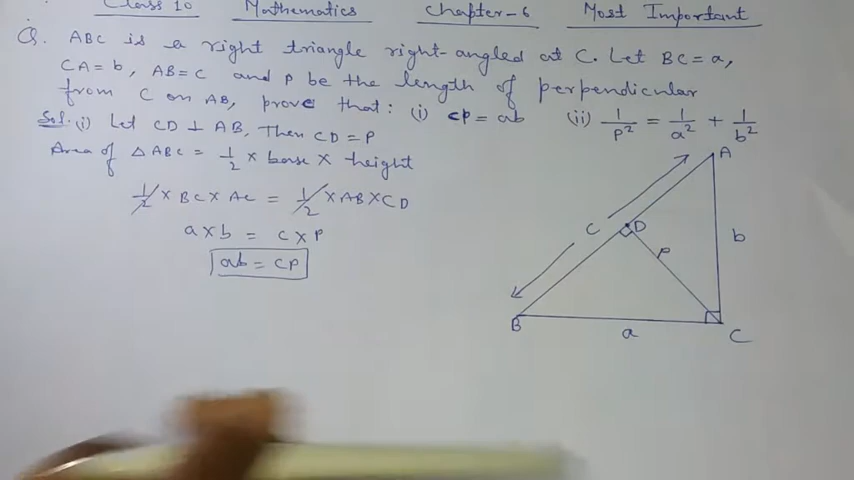 Class 10 Mathematics Chapter-6 Most Important
Q. ABC is a right triangle right-angled at C. Let BC = a,
CA = b, AB = c and p be the length of perpendicular
from C on AB, prove that: (i) cp = ab (ii) 1/p² = 1/a² + 1/b²
Sol: (i) Let CD ⊥ AB, Then CD = P
Area of △ ABC = 1/2 × base × height
1/2 × BC × AC = 1/2 × AB × CD
a × b = c × p
ab = cp
A
c
D
b
P
B
a
C